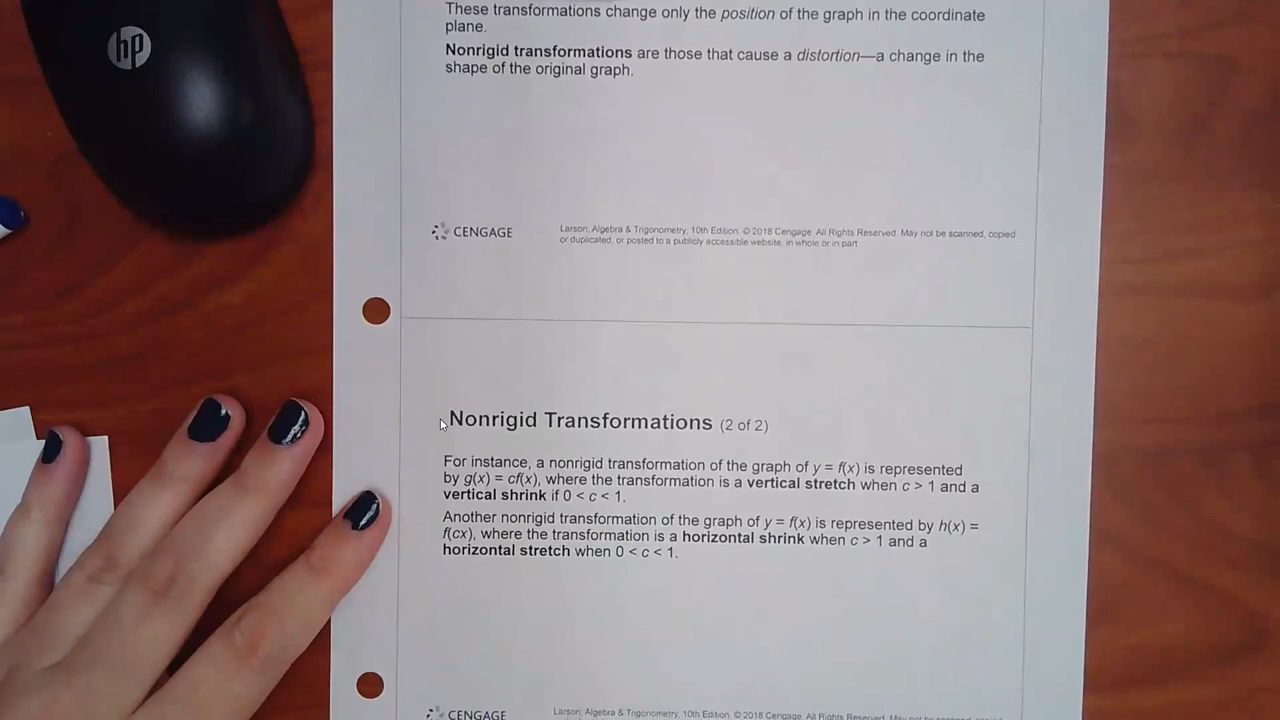 These transformations change only the position of the graph in the coordinate
plane.
Nonrigid transformations are those that cause a distortion—a change in the
shape of the original graph.
hp
CENGAGE
Larson, Algebra & Trigonometry, 10th Edition. © 2018 Cengage. All Rights Reserved. May not be scanned, copied
or duplicated, or posted to a publicly accessible website, in whole or in part.
Nonrigid Transformations (2 of 2)
For instance, a nonrigid transformation of the graph of y = f(x) is represented
by g(x) = cf(x), where the transformation is a vertical stretch when c > 1 and a
vertical shrink if 0 < c < 1.
Another nonrigid transformation of the graph of y = f(x) is represented by h(x) =
f(cx), where the transformation is a horizontal shrink when c > 1 and a
horizontal stretch when 0 < c < 1.
CENGAGE
Larson, Algebra & Trigonometry, 10th Edition. © 2018 Cengage. All Rights Reserved. May not be